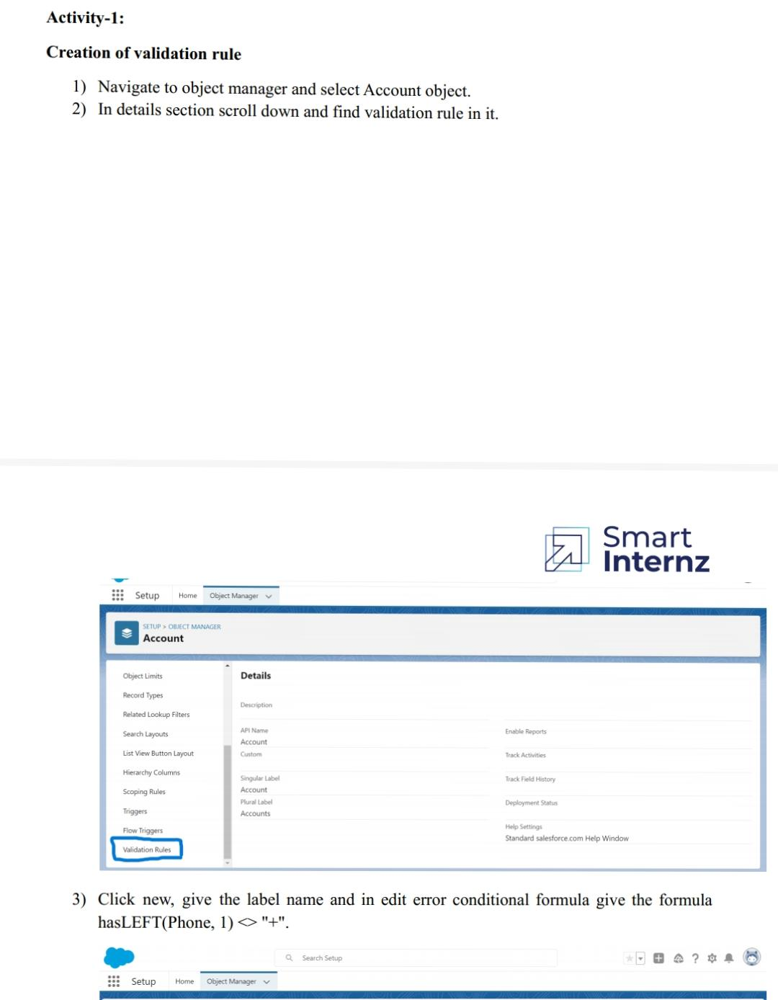 Activity-1:
Creation of validation rule
1) Navigate to object manager and select Account object.
2) In details section scroll down and find validation rule in it.
Smart
Internz
Setup Home Object Manager
SETUP > OBJECT MANAGER
Account
Object Limits
Record Types
Related Lookup Filters
Search Layouts
List View Button Layout
Hierarchy Columns
Scoping Rules
Triggers
Flow Triggers
Validation Rules
Details
Description
API Name
Account
Custom
Singular Label
Account
Plural Label
Accounts
Enable Reports
Track Activities
Track Field History
Deployment Status
Help Settings
Standard salesforce.com Help Window
3) Click new, give the label name and in edit error conditional formula give the formula
hasLEFT(Phone, 1) <> "+".
Search Setup
Setup Home Object Manager